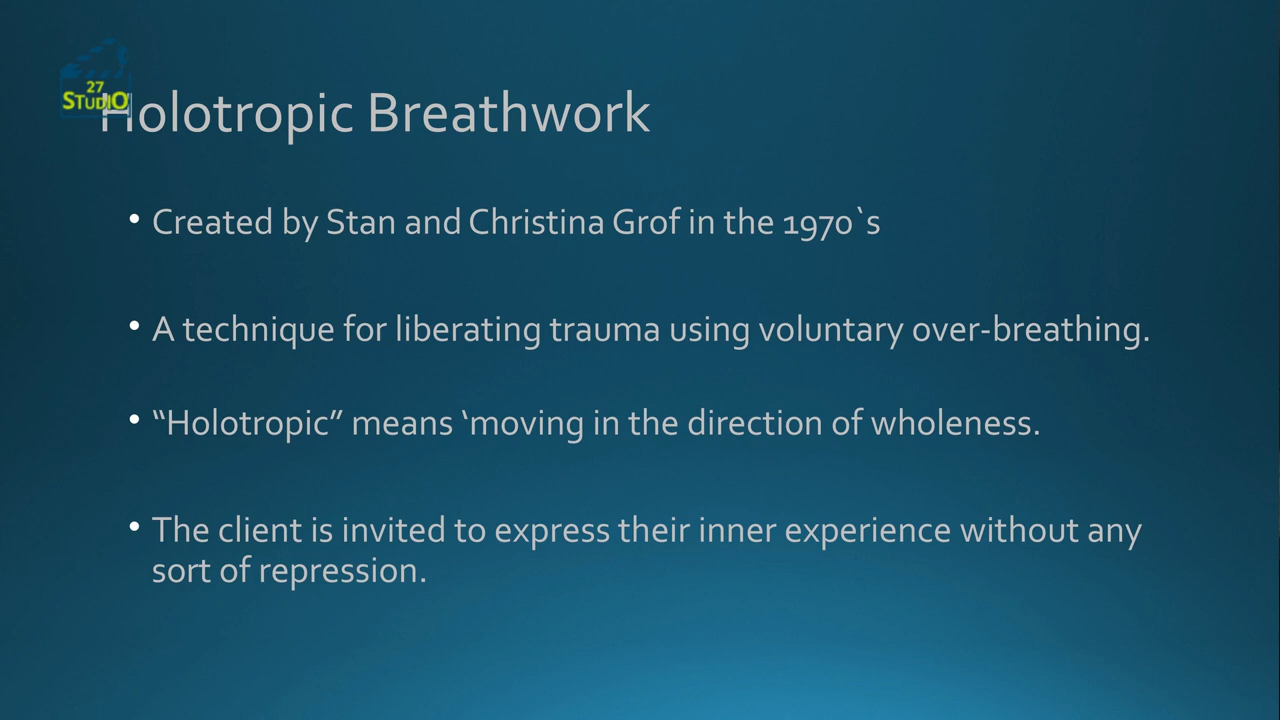 27
STUDIO
Holotropic Breathwork
• Created by Stan and Christina Grof in the 1970`s
• A technique for liberating trauma using voluntary over-breathing.
• “Holotropic” means ‘moving in the direction of wholeness.
• The client is invited to express their inner experience without any
sort of repression.